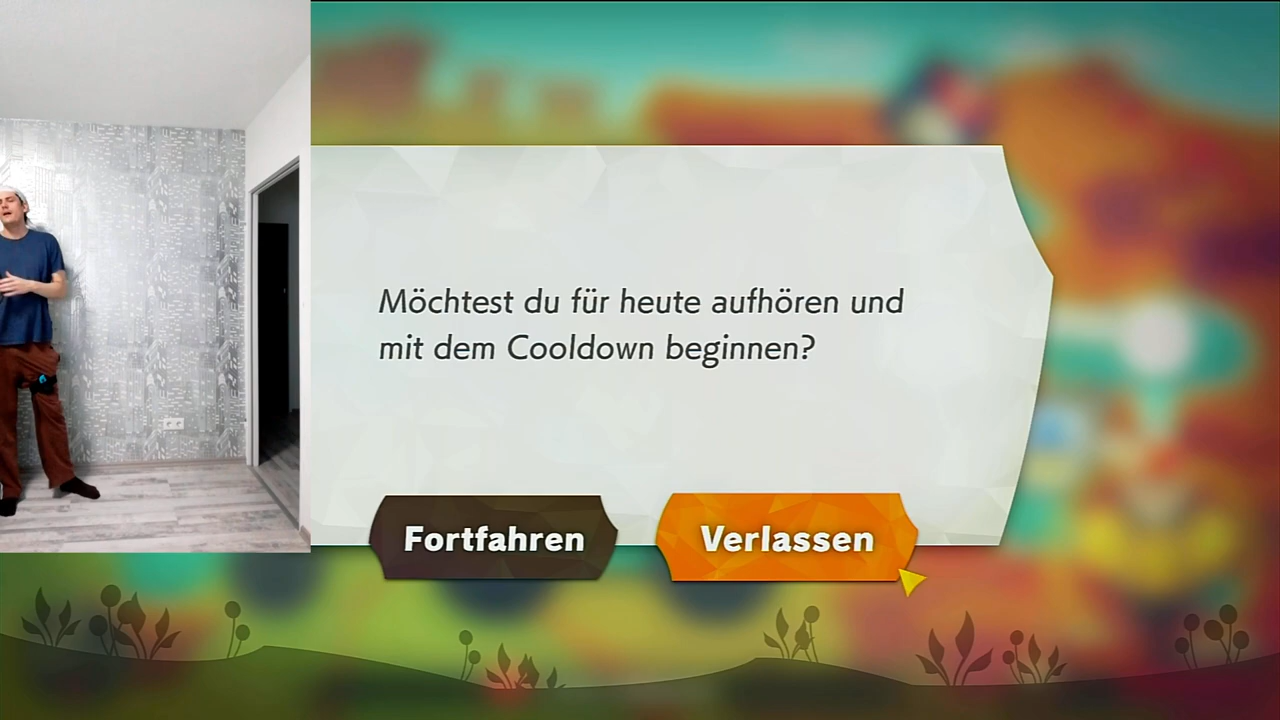 Möchtest du für heute aufhören und
mit dem Cooldown beginnen?
Fortfahren
Verlassen